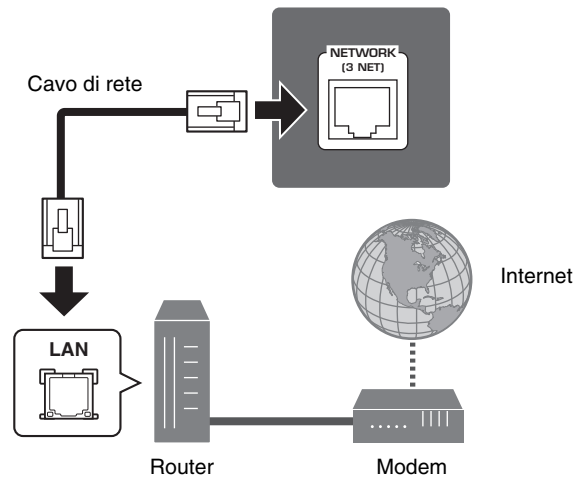 NETWORK
(3 NET)
Cavo di rete
Internet
LAN
Router
Modem